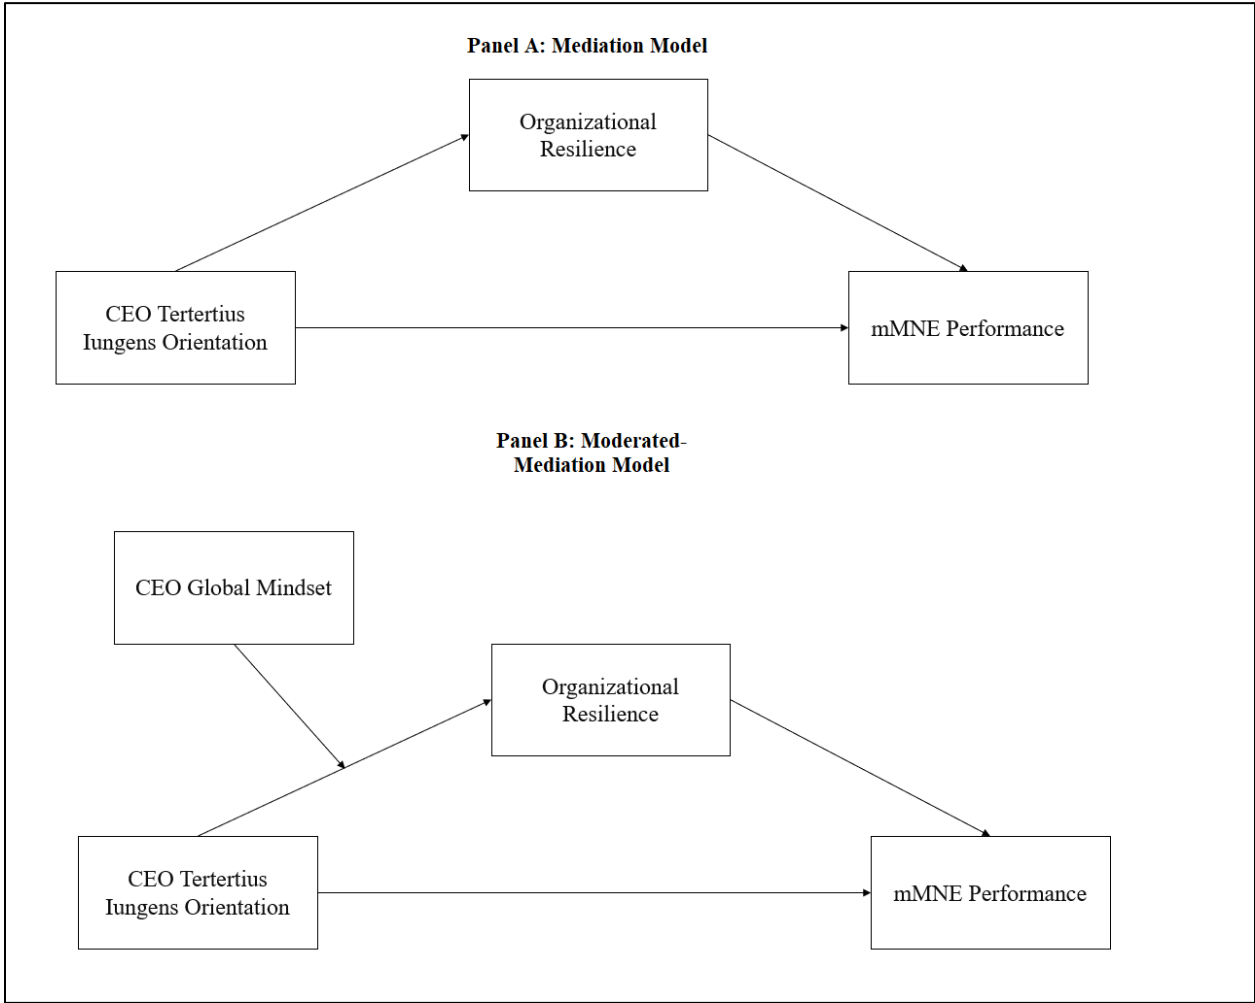 Panel A: Mediation Model
Organizational
Resilience
CEO Tertertius
Iungens Orientation
mMNE Performance
Panel B: Moderated-
Mediation Model
CEO Global Mindset
Organizational
Resilience
CEO Tertertius
Iungens Orientation
mMNE Performance